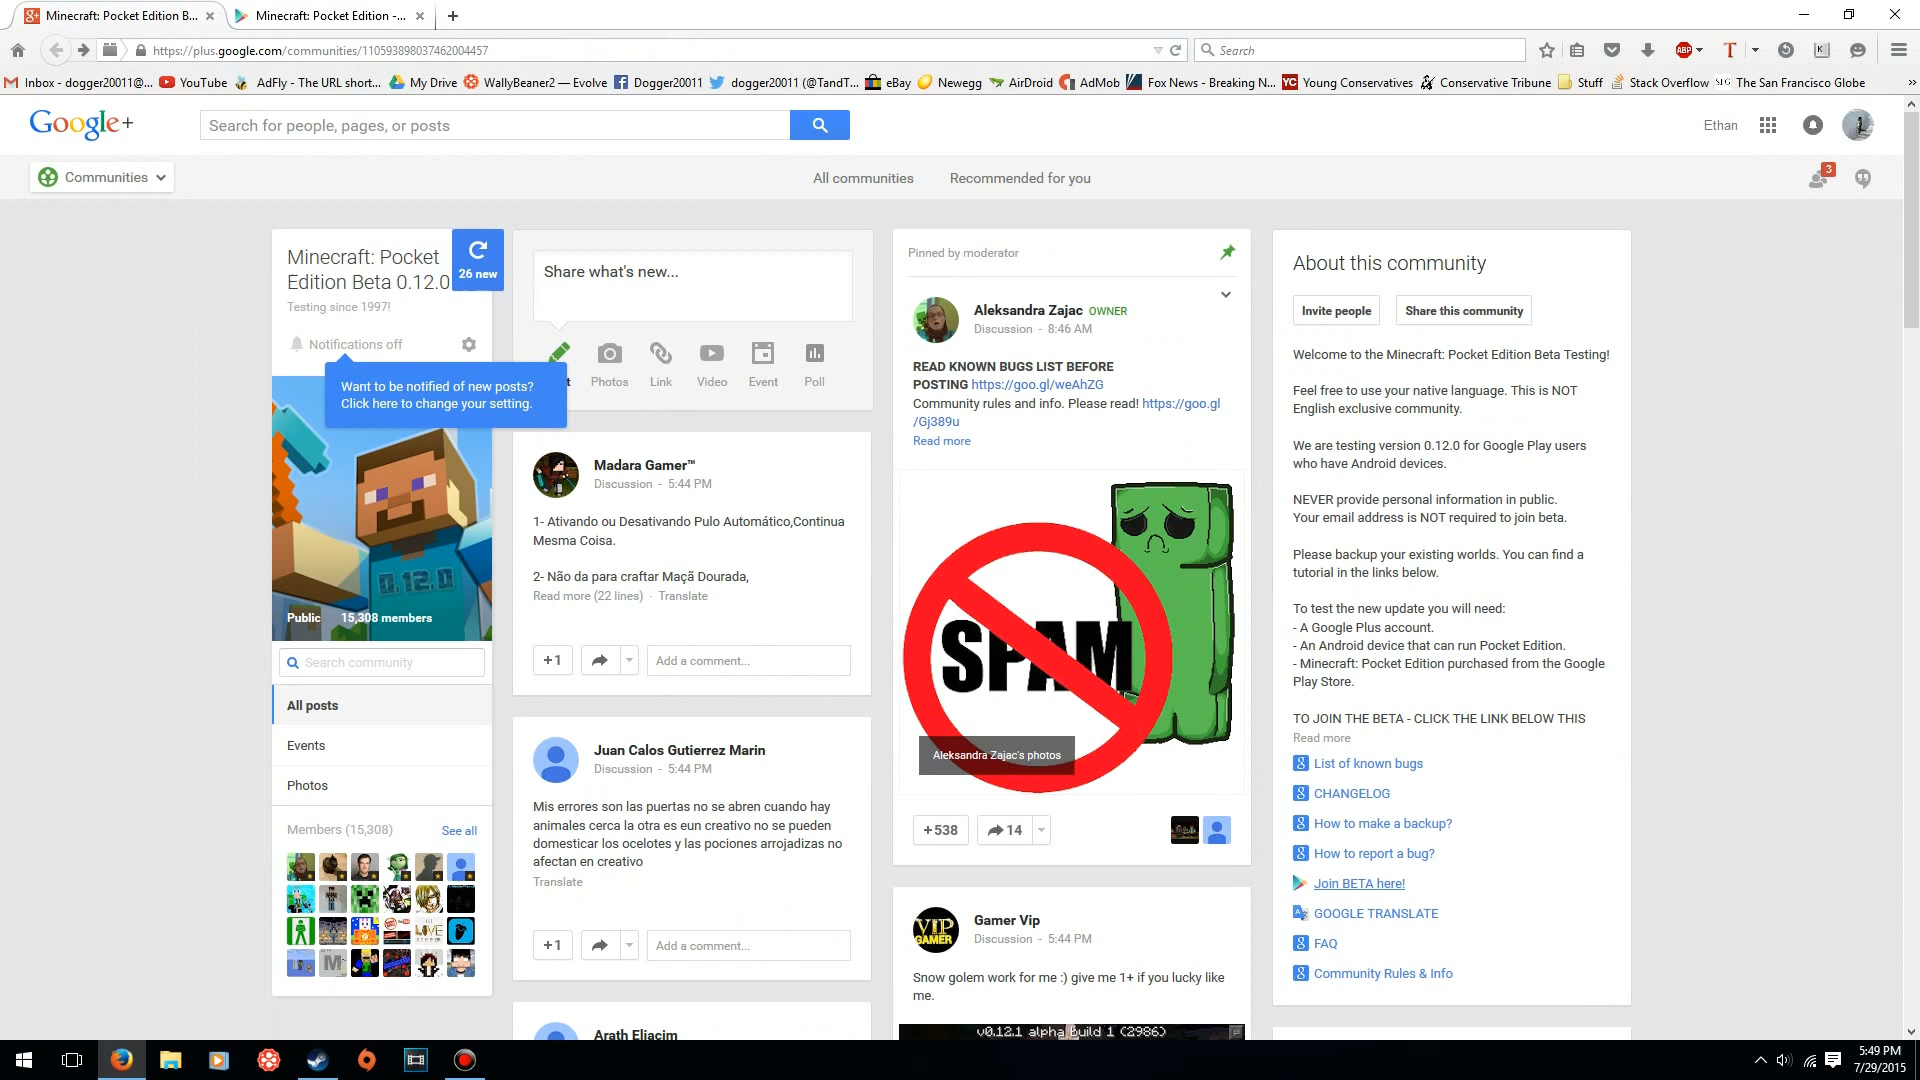 Minecraft: Pocket Edition B...
Minecraft: Pocket Edition -...
https://plus.google.com/communities/110593898037462004457
Search
ABP
T
K
Inbox - dogger20011@...
YouTube
AdFly - The URL short...
My Drive
WallyBeaner2 — Evolve
Dogger20011
dogger20011 (@TandT...
eBay
Newegg
AirDroid
AdMob
Fox News - Breaking N...
YC
Young Conservatives
Conservative Tribune
Stuff
Stack Overflow
The San Francisco Globe
»
Google+
Search for people, pages, or posts
Ethan
Communities
All communities
Recommended for you
3
Minecraft: Pocket
Edition Beta 0.12.0
26 new
Testing since 1997!
Notifications off
Want to be notified of new posts?
Click here to change your setting.
0.12.0
Public
15,308 members
Search community
All posts
Events
Photos
Members (15,308)
See all
LOVE
M
Share what's new...
Photos
Link
Video
Event
Poll
Madara Gamer™
Discussion - 5:44 PM
1- Ativando ou Desativando Pulo Automático,Continua
Mesma Coisa.
2- Não da para craftar Maçã Dourada,
Read more (22 lines) · Translate
+1
Add a comment...
Juan Calos Gutierrez Marin
Discussion - 5:44 PM
Mis errores son las puertas no se abren cuando hay
animales cerca la otra es eun creativo no se pueden
domesticar los ocelotes y las pociones arrojadizas no
afectan en creativo
Translate
+1
Add a comment...
Arath Eliacim
Pinned by moderator
Aleksandra Zajac OWNER
Discussion - 8:46 AM
READ KNOWN BUGS LIST BEFORE
POSTING https://goo.gl/weAhZG
Community rules and info. Please read! https://goo.gl
/Gj389u
Read more
SPAM
Aleksandra Zajac's photos
+538
14
VIP
GAMER
Gamer Vip
Discussion - 5:44 PM
Snow golem work for me :) give me 1+ if you lucky like
me.
v0.12.1 alpha build 1 (2986)
About this community
Invite people
Share this community
Welcome to the Minecraft: Pocket Edition Beta Testing!
Feel free to use your native language. This is NOT
English exclusive community.
We are testing version 0.12.0 for Google Play users
who have Android devices.
NEVER provide personal information in public.
Your email address is NOT required to join beta.
Please backup your existing worlds. You can find a
tutorial in the links below.
To test the new update you will need:
- A Google Plus account.
- An Android device that can run Pocket Edition.
- Minecraft: Pocket Edition purchased from the Google
Play Store.
TO JOIN THE BETA - CLICK THE LINK BELOW THIS
Read more
List of known bugs
CHANGELOG
How to make a backup?
How to report a bug?
Join BETA here!
GOOGLE TRANSLATE
FAQ
Community Rules & Info
5:49 PM
7/29/2015